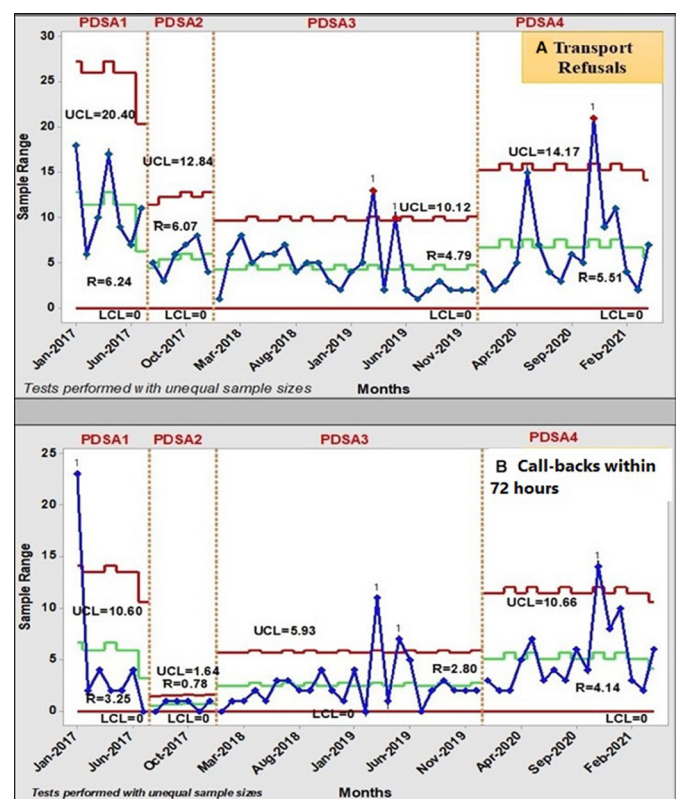 PDSA1 PDSA2 PDSA3 PDSA4
A Transport
Refusals
30
25
20
15
10
5
0
Sample Range
UCL=20.40
UCL=12.84
UCL=10.12
UCL=14.17
R=6.24
R=6.07
R=4.79
R=5.51
1
1
1
LCL=0 LCL=0 LCL=0 LCL=0
Jan-2017 Jun-2017 Oct-2017 Mar-2018 Aug-2018 Jan-2019 Jun-2019 Nov-2019 Apr-2020 Sep-2020 Feb-2021
Tests performed with unequal sample sizes Months
PDSA1 PDSA2 PDSA3 PDSA4
B Call-backs within
72 hours
25
20
15
10
5
0
Sample Range
1
1
1
1
UCL=10.60
UCL=1.64
UCL=5.93
UCL=10.66
R=3.25
R=0.78
R=2.80
R=4.14
LCL=0 LCL=0 LCL=0 LCL=0
Jan-2017 Jun-2017 Oct-2017 Mar-2018 Aug-2018 Jan-2019 Jun-2019 Nov-2019 Apr-2020 Sep-2020 Feb-2021
Tests performed with unequal sample sizes Months